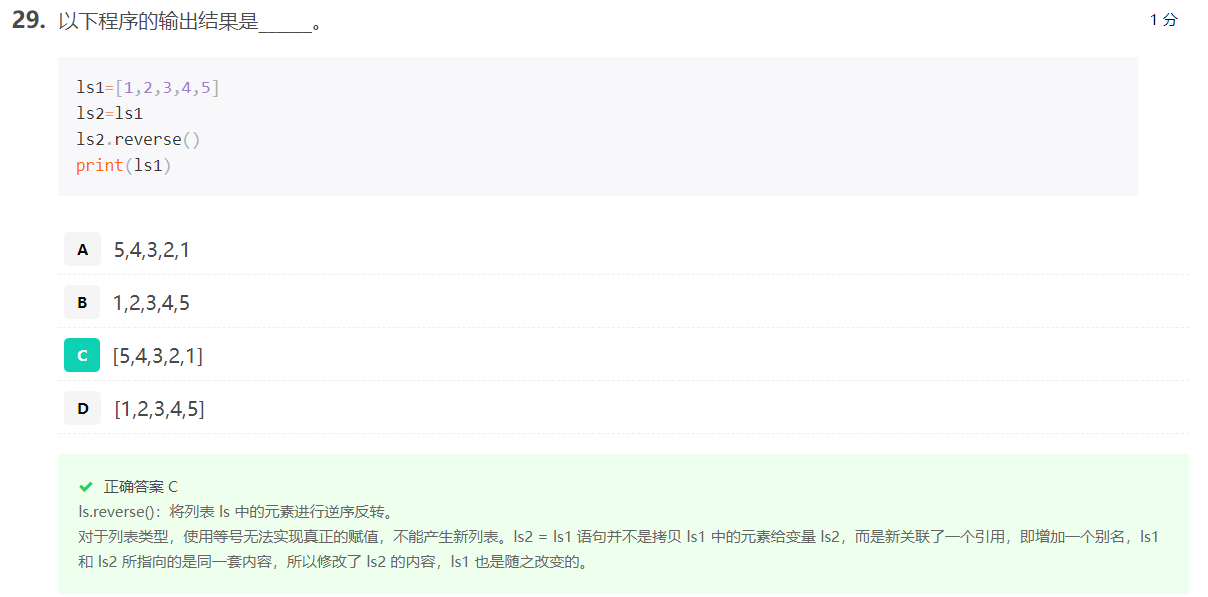 29. 以下程序的输出结果是______。
1 分
ls1=[1,2,3,4,5]
ls2=ls1
ls2.reverse()
print(ls1)
A 5,4,3,2,1
B 1,2,3,4,5
C [5,4,3,2,1]
D [1,2,3,4,5]
正确答案 C
ls.reverse()：将列表 ls 中的元素进行逆序反转。
对于列表类型，使用等号无法实现真正的赋值，不能产生新列表。ls2 = ls1 语句并不是拷贝 ls1 中的元素给变量 ls2，而是新关联了一个引用，即增加一个别名，ls1
和 ls2 所指向的是同一套内容，所以修改了 ls2 的内容，ls1 也是随之改变的。